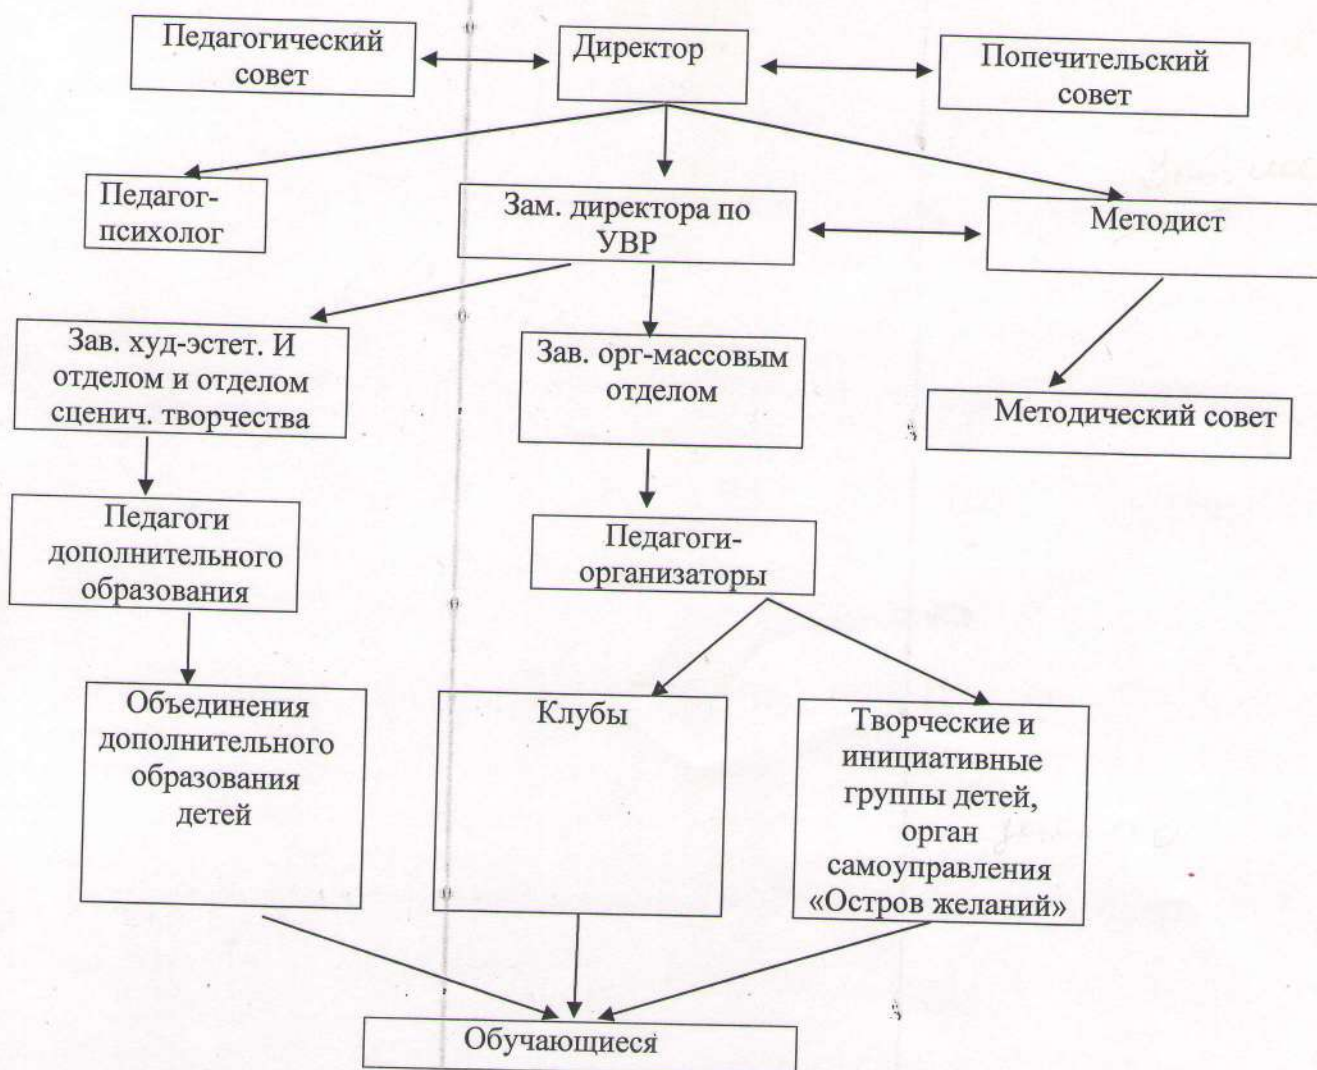 Педагогический
совет
Директор
Попечительский
совет
Педагог-
психолог
Зам. директора по
УВР
Методист
Зав. худ-эстет. И
отделом и отделом
сценич. творчества
Зав. орг-массовым
отделом
Методический совет
Педагоги
дополнительного
образования
Педагоги-
организаторы
Объединения
дополнительного
образования
детей
Клубы
Творческие и
инициативные
группы детей,
орган
самоуправления
«Остров желаний»
Обучающиеся